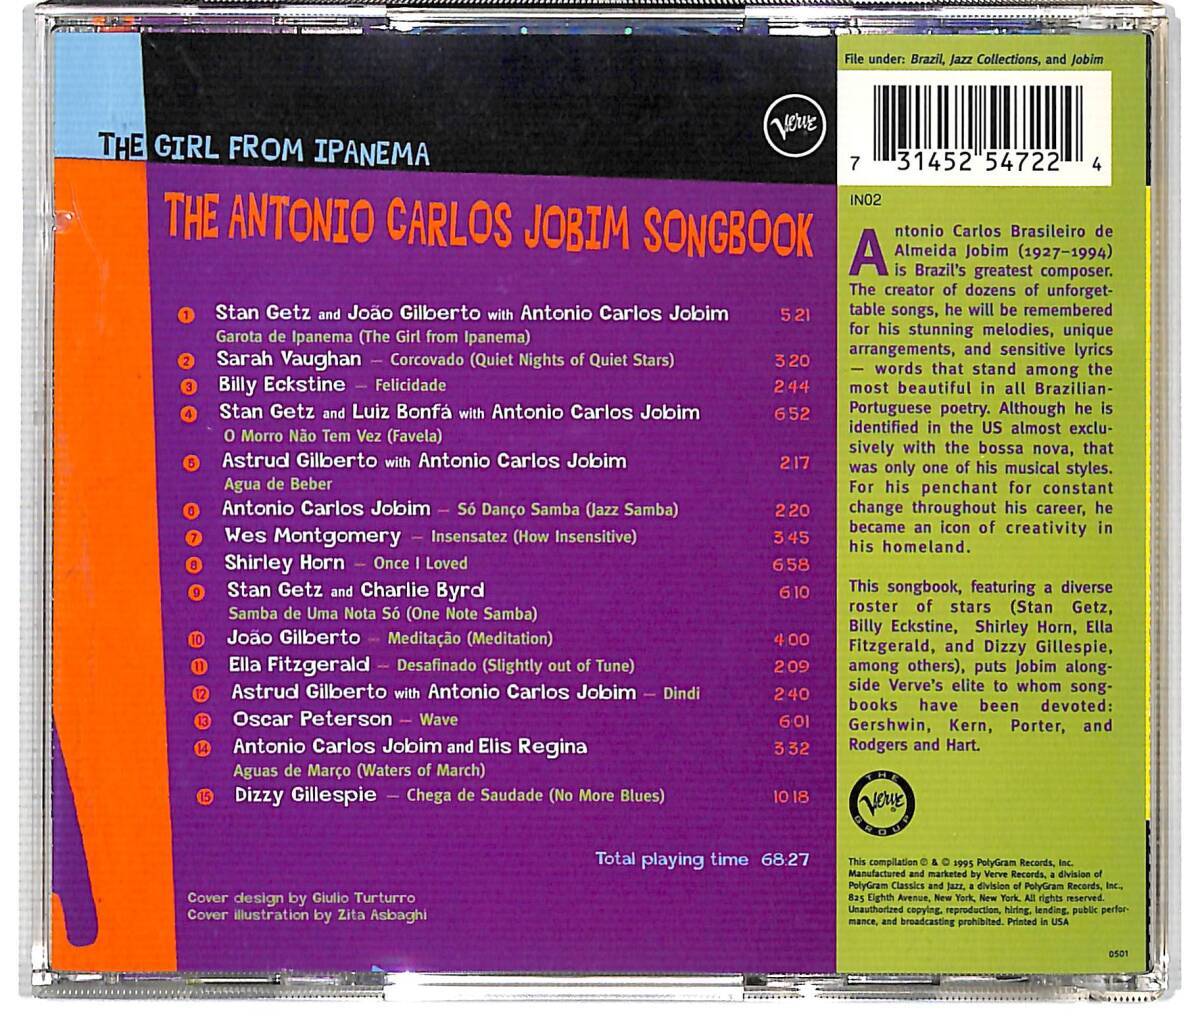 THE GIRL FROM IPANEMA
Verve
THE ANTONIO CARLOS JOBIM SONGBOOK
1 Stan Getz and João Gilberto with Antonio Carlos Jobim 5:21
Garota de Ipanema (The Girl from Ipanema)
2 Sarah Vaughan – Corcovado (Quiet Nights of Quiet Stars) 3:20
3 Billy Eckstine – Felicidade 2:44
4 Stan Getz and Luiz Bonfá with Antonio Carlos Jobim 6:52
O Morro Não Tem Vez (Favela)
5 Astrud Gilberto with Antonio Carlos Jobim 2:17
Agua de Beber
6 Antonio Carlos Jobim – Só Danço Samba (Jazz Samba) 2:20
7 Wes Montgomery – Insensatez (How Insensitive) 3:45
8 Shirley Horn – Once I Loved 6:58
9 Stan Getz and Charlie Byrd 6:10
Samba de Uma Nota Só (One Note Samba)
10 João Gilberto – Meditação (Meditation) 4:00
11 Ella Fitzgerald – Desafinado (Slightly out of Tune) 2:09
12 Astrud Gilberto with Antonio Carlos Jobim – Dindi 2:40
13 Oscar Peterson – Wave 6:01
14 Antonio Carlos Jobim and Elis Regina 3:32
Aguas de Março (Waters of March)
15 Dizzy Gillespie – Chega de Saudade (No More Blues) 10:18
Total playing time 68:27
Cover design by Giulio Turturro
Cover illustration by Zita Asbaghi
File under: Brazil, Jazz Collections, and Jobim
7 31452 54722 4
IN02
Antonio Carlos Brasileiro de
Almeida Jobim (1927–1994)
is Brazil's greatest composer.
The creator of dozens of unforget-
table songs, he will be remembered
for his stunning melodies, unique
arrangements, and sensitive lyrics
— words that stand among the
most beautiful in all Brazilian-
Portuguese poetry. Although he is
identified in the US almost exclu-
sively with the bossa nova, that
was only one of his musical styles.
For his penchant for constant
change throughout his career, he
became an icon of creativity in
his homeland.
This songbook, featuring a diverse
roster of stars (Stan Getz,
Billy Eckstine, Shirley Horn, Ella
Fitzgerald, and Dizzy Gillespie,
among others), puts Jobim along-
side Verve's elite to whom song-
books have been devoted:
Gershwin, Kern, Porter, and
Rodgers and Hart.
THE
Verve
GROUP
This compilation ℗ & © 1995 PolyGram Records, Inc.
Manufactured and marketed by Verve Records, a division of
PolyGram Classics and Jazz, a division of PolyGram Records, Inc.,
825 Eighth Avenue, New York, New York. All rights reserved.
Unauthorized copying, reproduction, hiring, lending, public perfor-
mance, and broadcasting prohibited. Printed in USA
0501